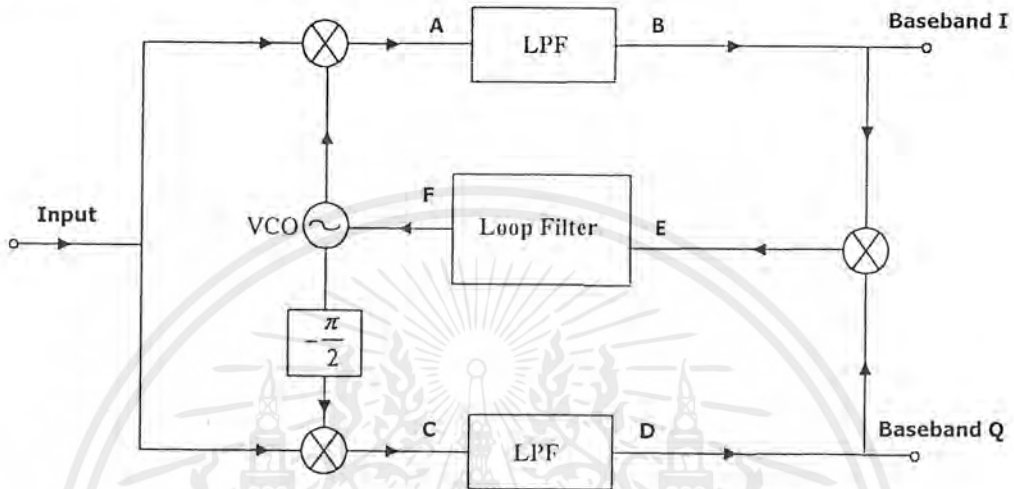 A
LPF
B
Baseband I
Input
VCO
F
Loop Filter
E
-π/2
C
LPF
D
Baseband Q